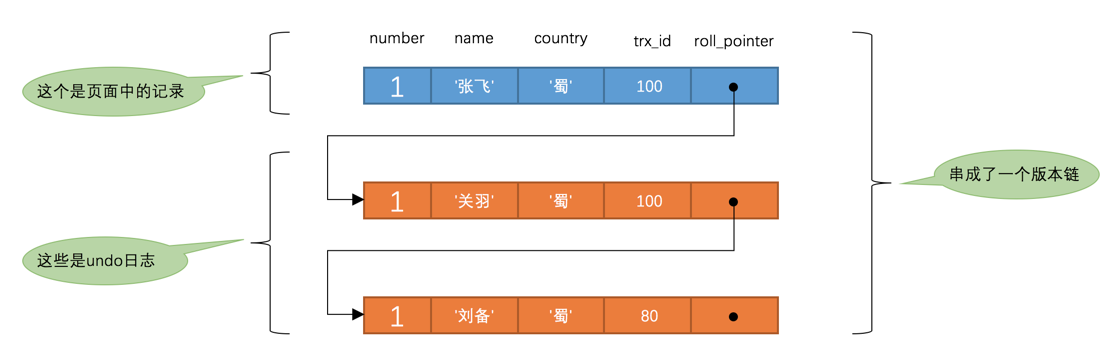 number name country trx_id roll_pointer
这个是页面中的记录
1 '张飞' '蜀' 100
串成了一个版本链
1 '关羽' '蜀' 100
这些是undo日志
1 '刘备' '蜀' 80